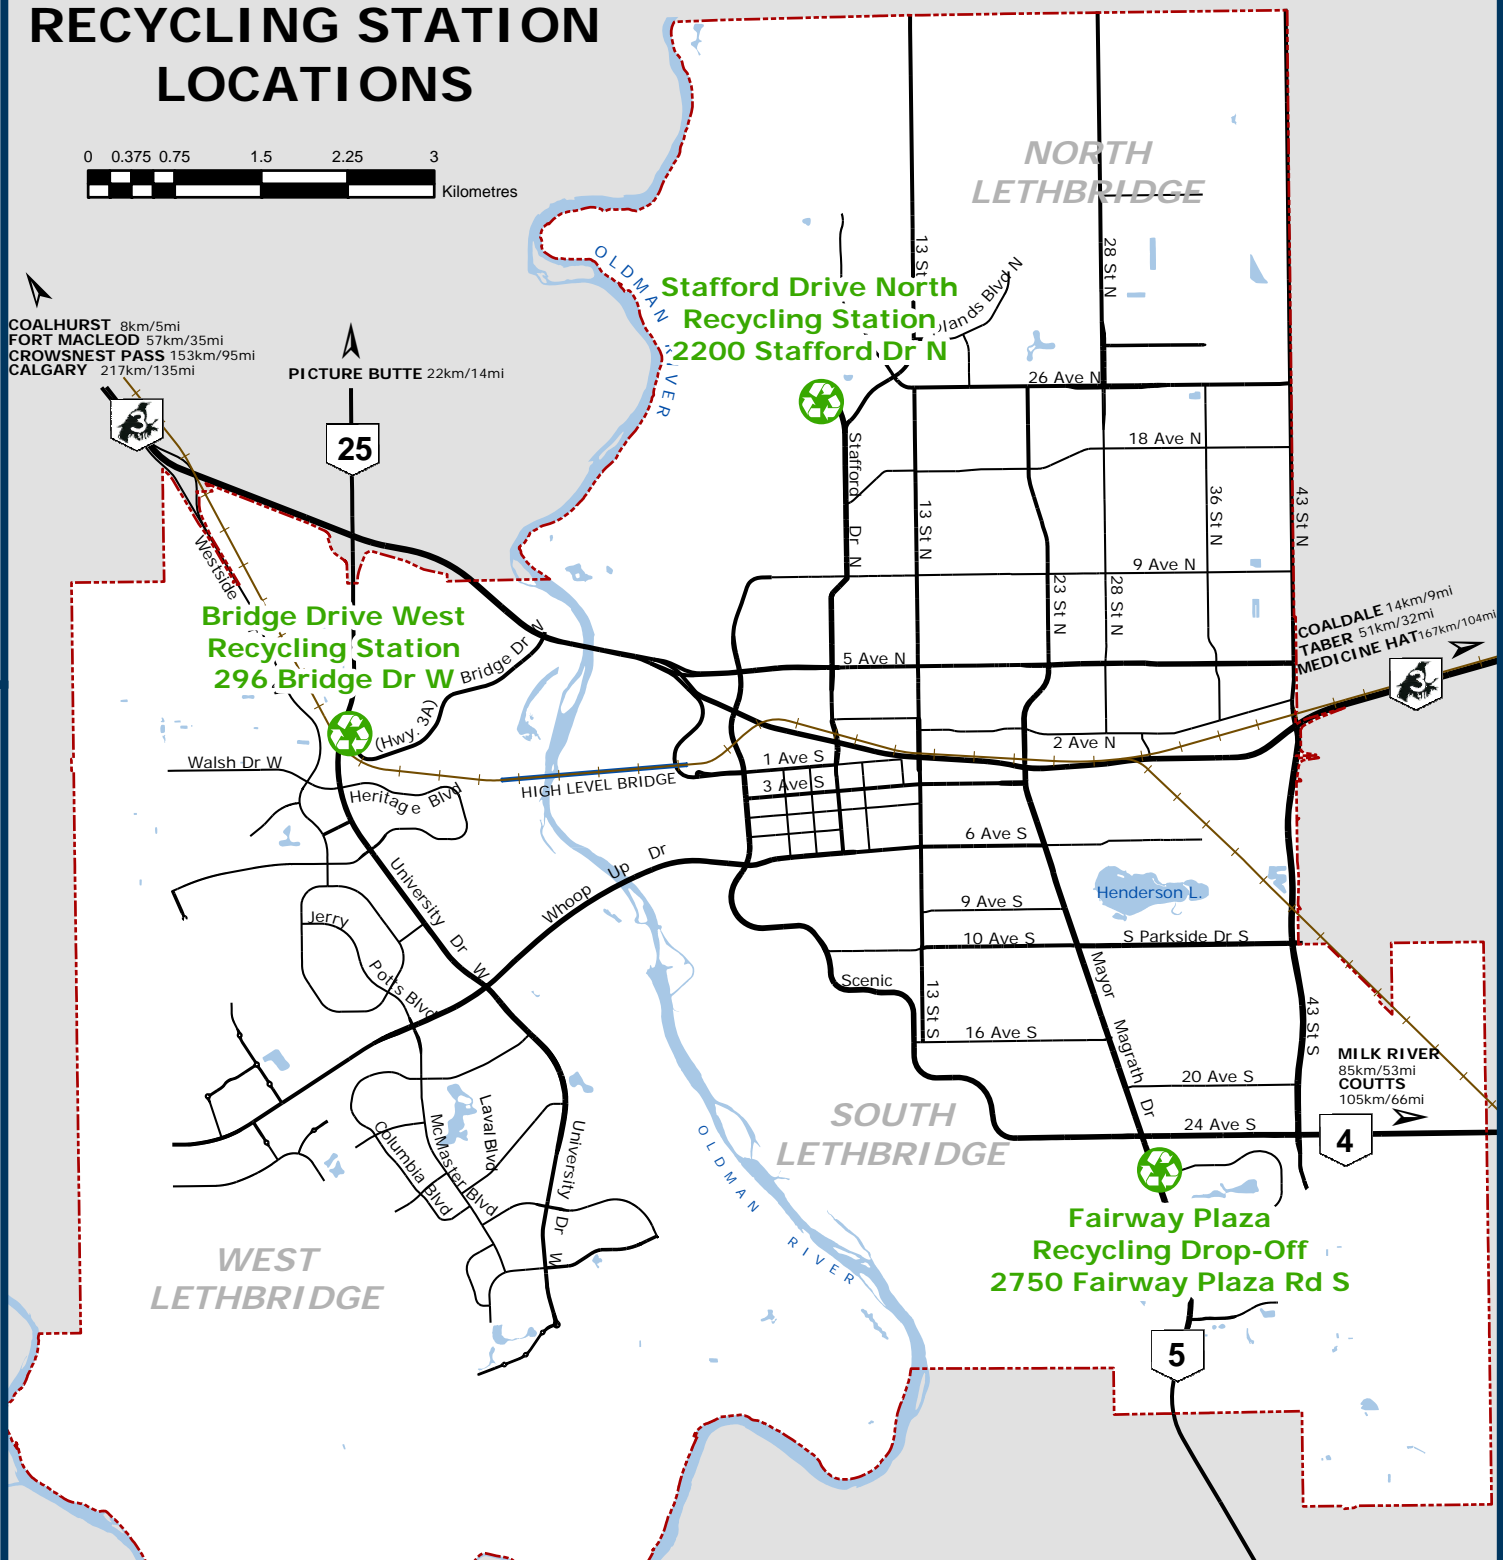 RECYCLING STATION
LOCATIONS
0 0.375 0.75 1.5 2.25 3
Kilometres
NORTH
LETHBRIDGE
13 St
28 St N
OLDMAN RIVER
Stafford Drive North
Recycling Station
2200 Stafford Dr N
lands Blvd N
COALHURST 8km/5mi
FORT MACLEOD 57km/35mi
CROWSNEST PASS 153km/95mi
CALGARY 217km/135mi
PICTURE BUTTE 22km/14mi
3
25
26 Ave N
18 Ave N
Stafford Dr N
13 St N
36 St N
43 St N
9 Ave N
23 St N
28 St N
Westside
Bridge Drive West
Recycling Station
296 Bridge Dr W
Bridge Dr W
(Hwy. 3A)
5 Ave N
COALDALE 14km/9mi
TABER 51km/32mi
MEDICINE HAT 167km/104mi
3
2 Ave N
Walsh Dr W
Heritage Blvd
HIGH LEVEL BRIDGE
1 Ave S
3 Ave S
6 Ave S
University Dr W
Whoop Up Dr
Henderson L.
9 Ave S
10 Ave S
S Parkside Dr S
Jerry
Potts Blvd
Scenic
13 St S
Mayor Magrath Dr
43 St S
16 Ave S
20 Ave S
24 Ave S
MILK RIVER
85km/53mi
COUTTS
105km/66mi
4
SOUTH
LETHBRIDGE
Laval Blvd
McMaster Blvd
Columbia Blvd
University Dr W
OLDMAN RIVER
WEST
LETHBRIDGE
Fairway Plaza
Recycling Drop-Off
2750 Fairway Plaza Rd S
5